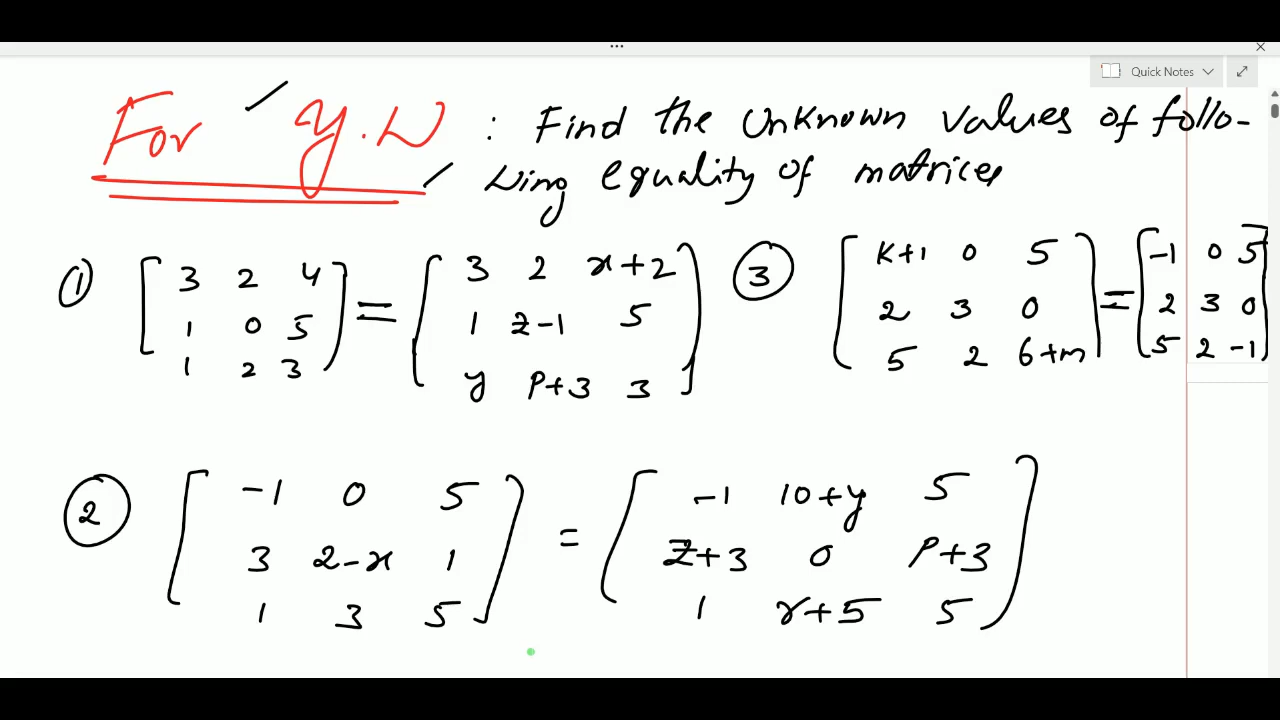 Quick Notes
For y.w : Find the unknown values of follo-
wing equality of matrices
① [3 2 4 = [3 2 x+2
1 0 5 1 z-1 5
1 2 3] y p+3 3]
③ [k+1 0 5 = [-1 0 5
2 3 0 2 3 0
5 2 6+m] 5 2 -1]
② [-1 0 5 = [-1 10+y 5
3 2-x 1 z+3 0 p+3
1 3 5] 1 r+5 5]